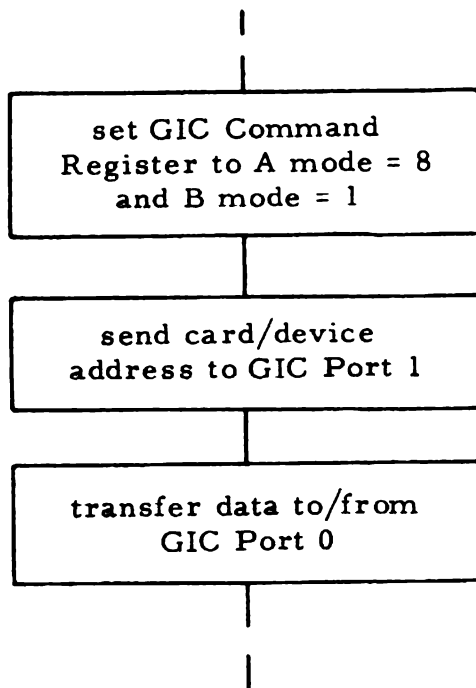 set GIC Command
Register to A mode = 8
and B mode = 1
send card/device
address to GIC Port 1
transfer data to/from
GIC Port 0